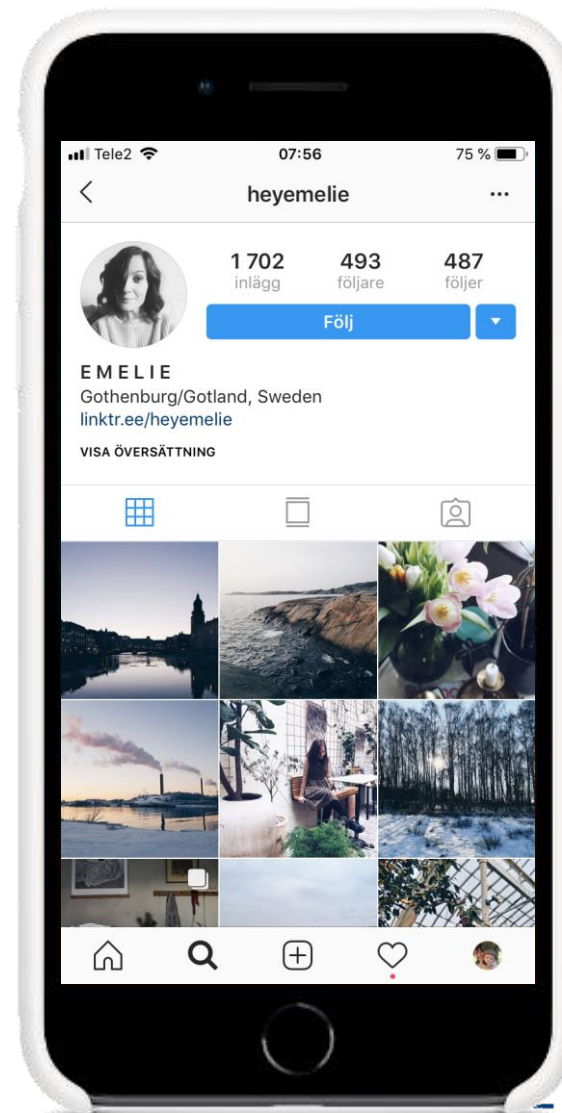 Tele2 07:56 75 %
heyemelie
1 702 493 487
inlägg följare följer
Följ
E M E L I E
Gothenburg/Gotland, Sweden
linktr.ee/heyemelie
VISA ÖVERSÄTTNING